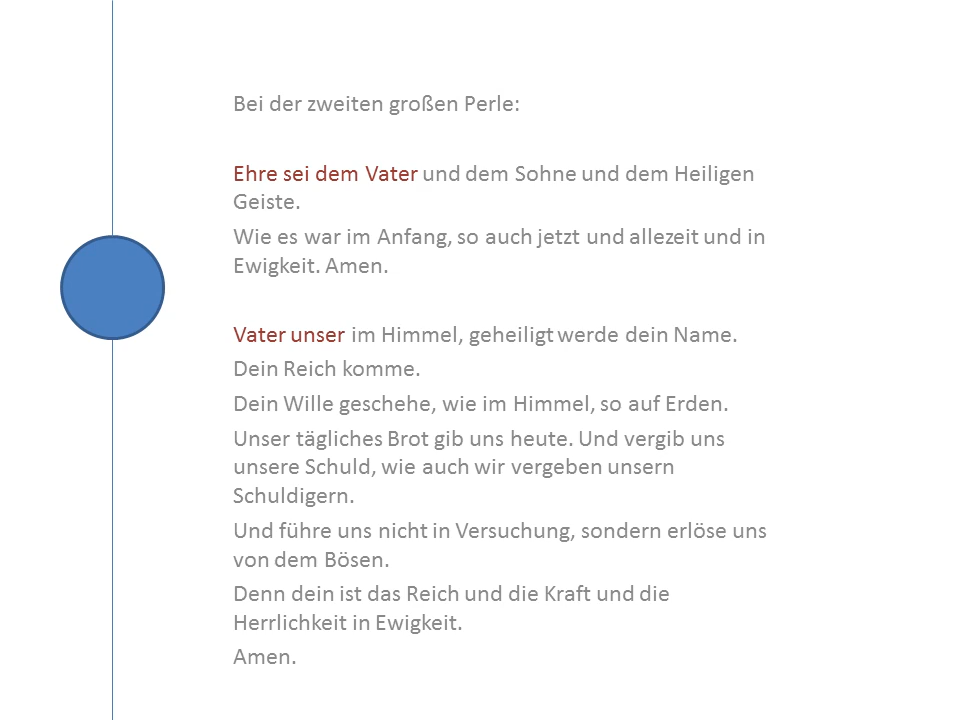 Bei der zweiten großen Perle:
Ehre sei dem Vater und dem Sohne und dem Heiligen
Geiste.
Wie es war im Anfang, so auch jetzt und allezeit und in
Ewigkeit. Amen.
Vater unser im Himmel, geheiligt werde dein Name.
Dein Reich komme.
Dein Wille geschehe, wie im Himmel, so auf Erden.
Unser tägliches Brot gib uns heute. Und vergib uns
unsere Schuld, wie auch wir vergeben unsern
Schuldigern.
Und führe uns nicht in Versuchung, sondern erlöse uns
von dem Bösen.
Denn dein ist das Reich und die Kraft und die
Herrlichkeit in Ewigkeit.
Amen.